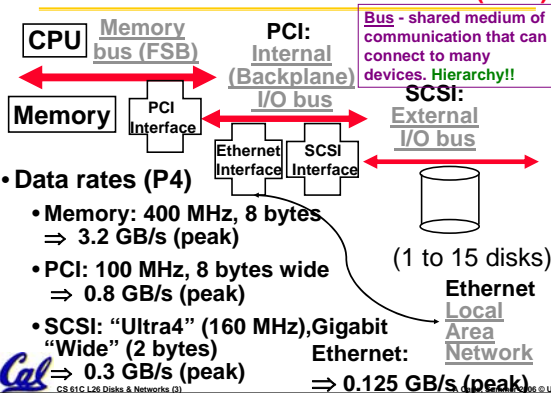 CPU
Memory
bus (FSB)
PCI:
Internal
(Backplane)
I/O bus
Bus - shared medium of
communication that can
connect to many
devices. Hierarchy!!
SCSI:
External
I/O bus
Memory
PCI
Interface
Ethernet
Interface
SCSI
Interface
• Data rates (P4)
• Memory: 400 MHz, 8 bytes
⇒ 3.2 GB/s (peak)
• PCI: 100 MHz, 8 bytes wide
⇒ 0.8 GB/s (peak)
• SCSI: “Ultra4” (160 MHz),
“Wide” (2 bytes)
⇒ 0.3 GB/s (peak)
(1 to 15 disks)
Ethernet
Local
Area
Network
Gigabit
Ethernet:
⇒ 0.125 GB/s (peak)
Cal
CS 61C L26 Disks & Networks (3)
2006 © U